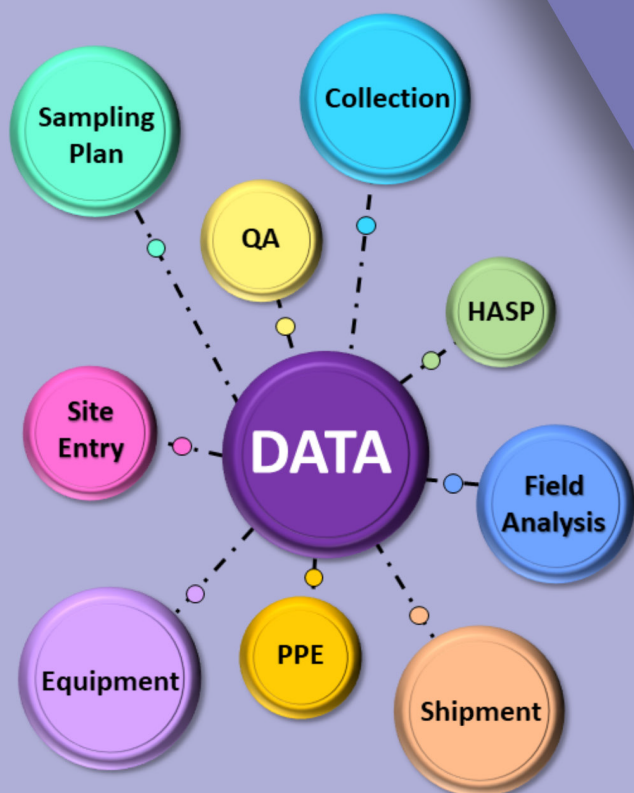 Collection
Sampling
Plan
QA
HASP
Site
Entry
DATA
Field
Analysis
PPE
Equipment
Shipment